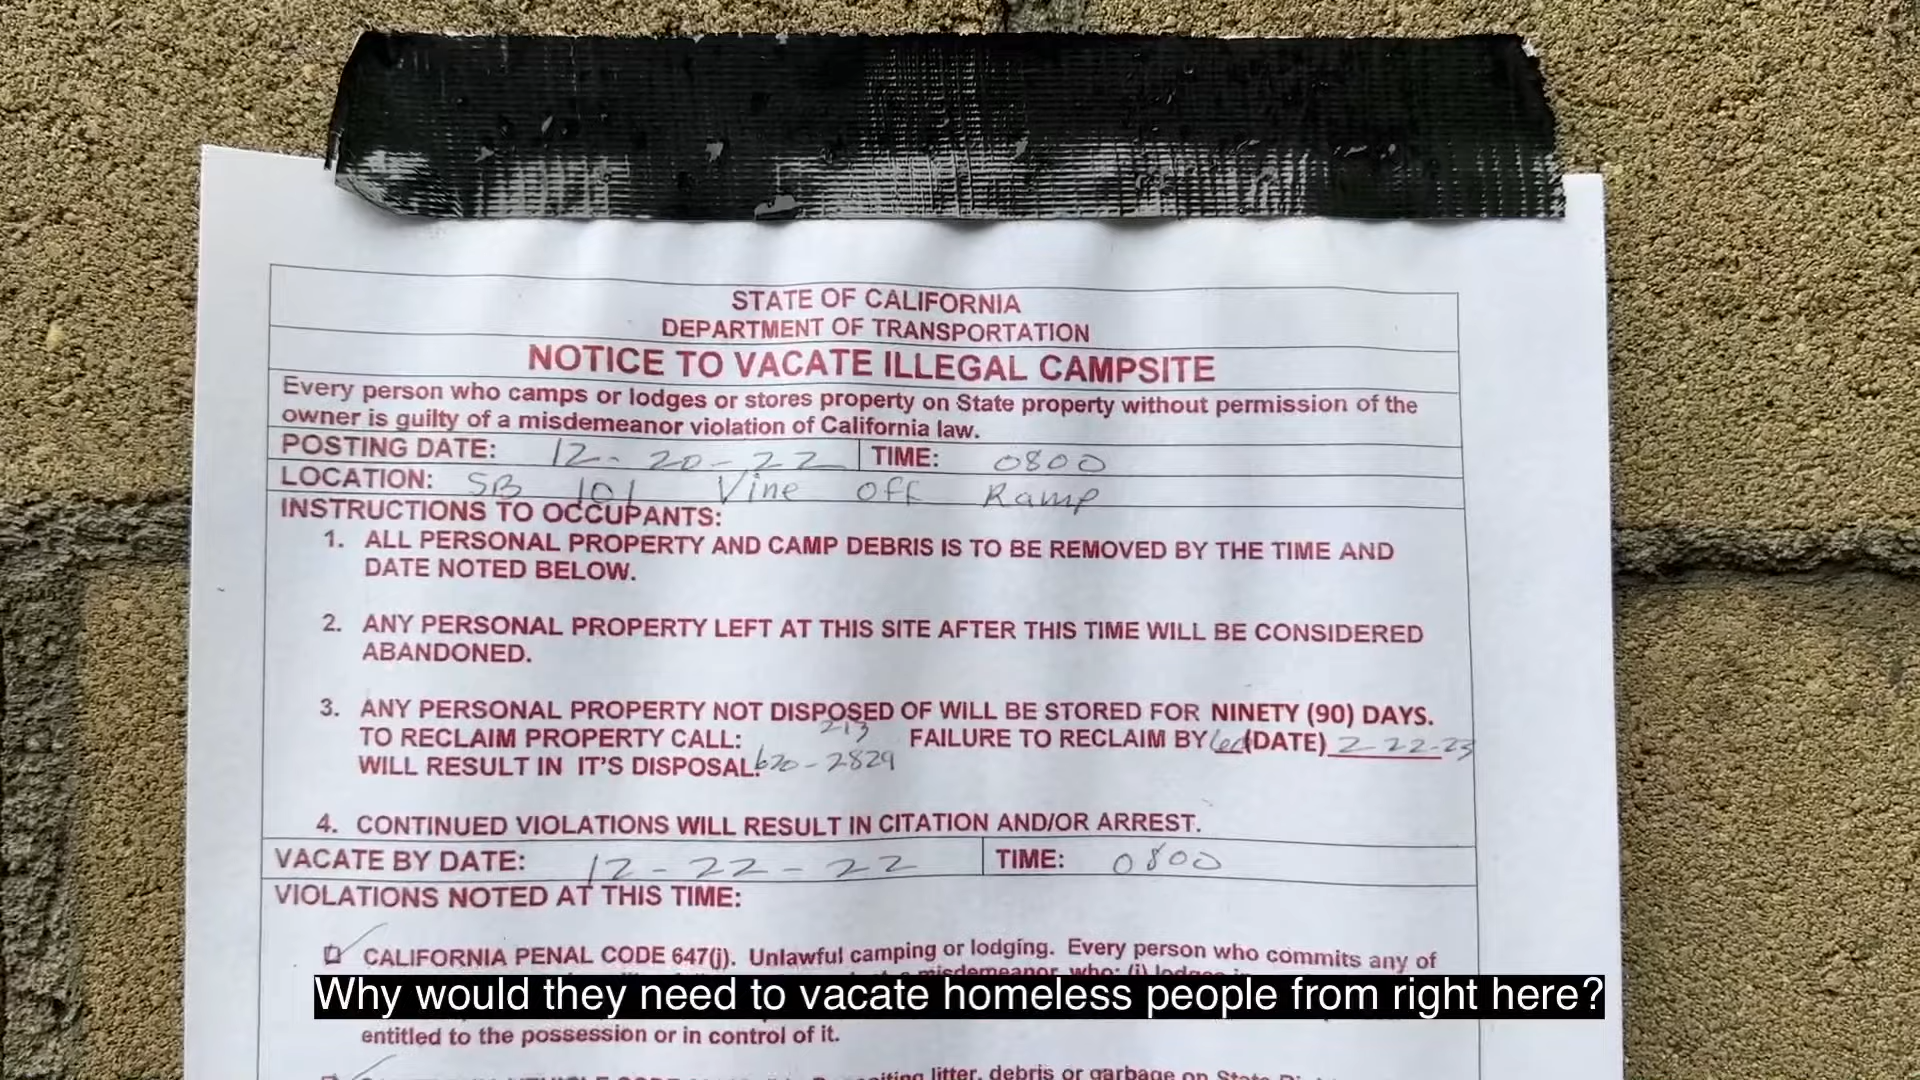 STATE OF CALIFORNIA
DEPARTMENT OF TRANSPORTATION
NOTICE TO VACATE ILLEGAL CAMPSITE
Every person who camps or lodges or stores property on State property without permission of the
owner is guilty of a misdemeanor violation of California law.
POSTING DATE: 12-20-22 TIME: 0800
LOCATION: SB 101 Vine Off Ramp
INSTRUCTIONS TO OCCUPANTS:
1. ALL PERSONAL PROPERTY AND CAMP DEBRIS IS TO BE REMOVED BY THE TIME AND
DATE NOTED BELOW.
2. ANY PERSONAL PROPERTY LEFT AT THIS SITE AFTER THIS TIME WILL BE CONSIDERED
ABANDONED.
3. ANY PERSONAL PROPERTY NOT DISPOSED OF WILL BE STORED FOR NINETY (90) DAYS.
TO RECLAIM PROPERTY CALL: 213 FAILURE TO RECLAIM BY (DATE) 2-22-23
WILL RESULT IN IT'S DISPOSAL. 620-2829
4. CONTINUED VIOLATIONS WILL RESULT IN CITATION AND/OR ARREST.
VACATE BY DATE: 12-22-22 TIME: 0800
VIOLATIONS NOTED AT THIS TIME:
CALIFORNIA PENAL CODE 647(j). Unlawful camping or lodging. Every person who commits any of
misdemeanor, who: (j)
Why would they need to vacate homeless people from right here?
entitled to the possession or in control of it.
litter, debris or garbage on State